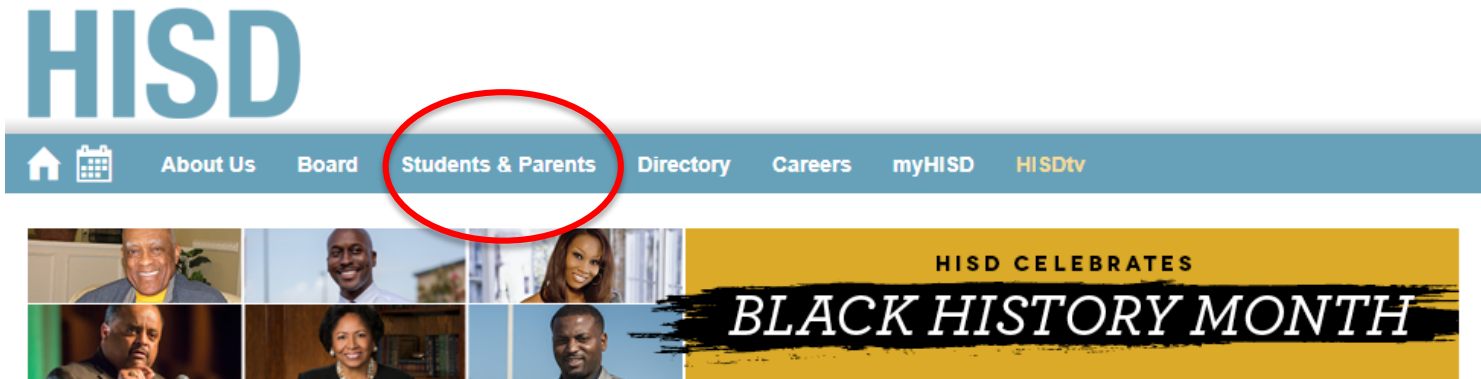 HISD
About Us Board Students & Parents Directory Careers myHISD HISDtv
HISD CELEBRATES
BLACK HISTORY MONTH